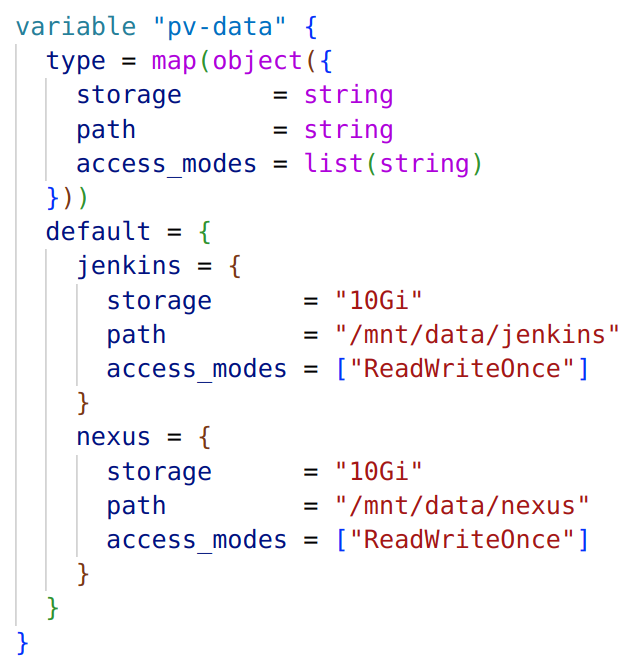 variable "pv-data" {
  type = map(object({
    storage      = string
    path         = string
    access_modes = list(string)
  }))
  default = {
    jenkins = {
      storage      = "10Gi"
      path         = "/mnt/data/jenkins"
      access_modes = ["ReadWriteOnce"]
    }
    nexus = {
      storage      = "10Gi"
      path         = "/mnt/data/nexus"
      access_modes = ["ReadWriteOnce"]
    }
  }
}